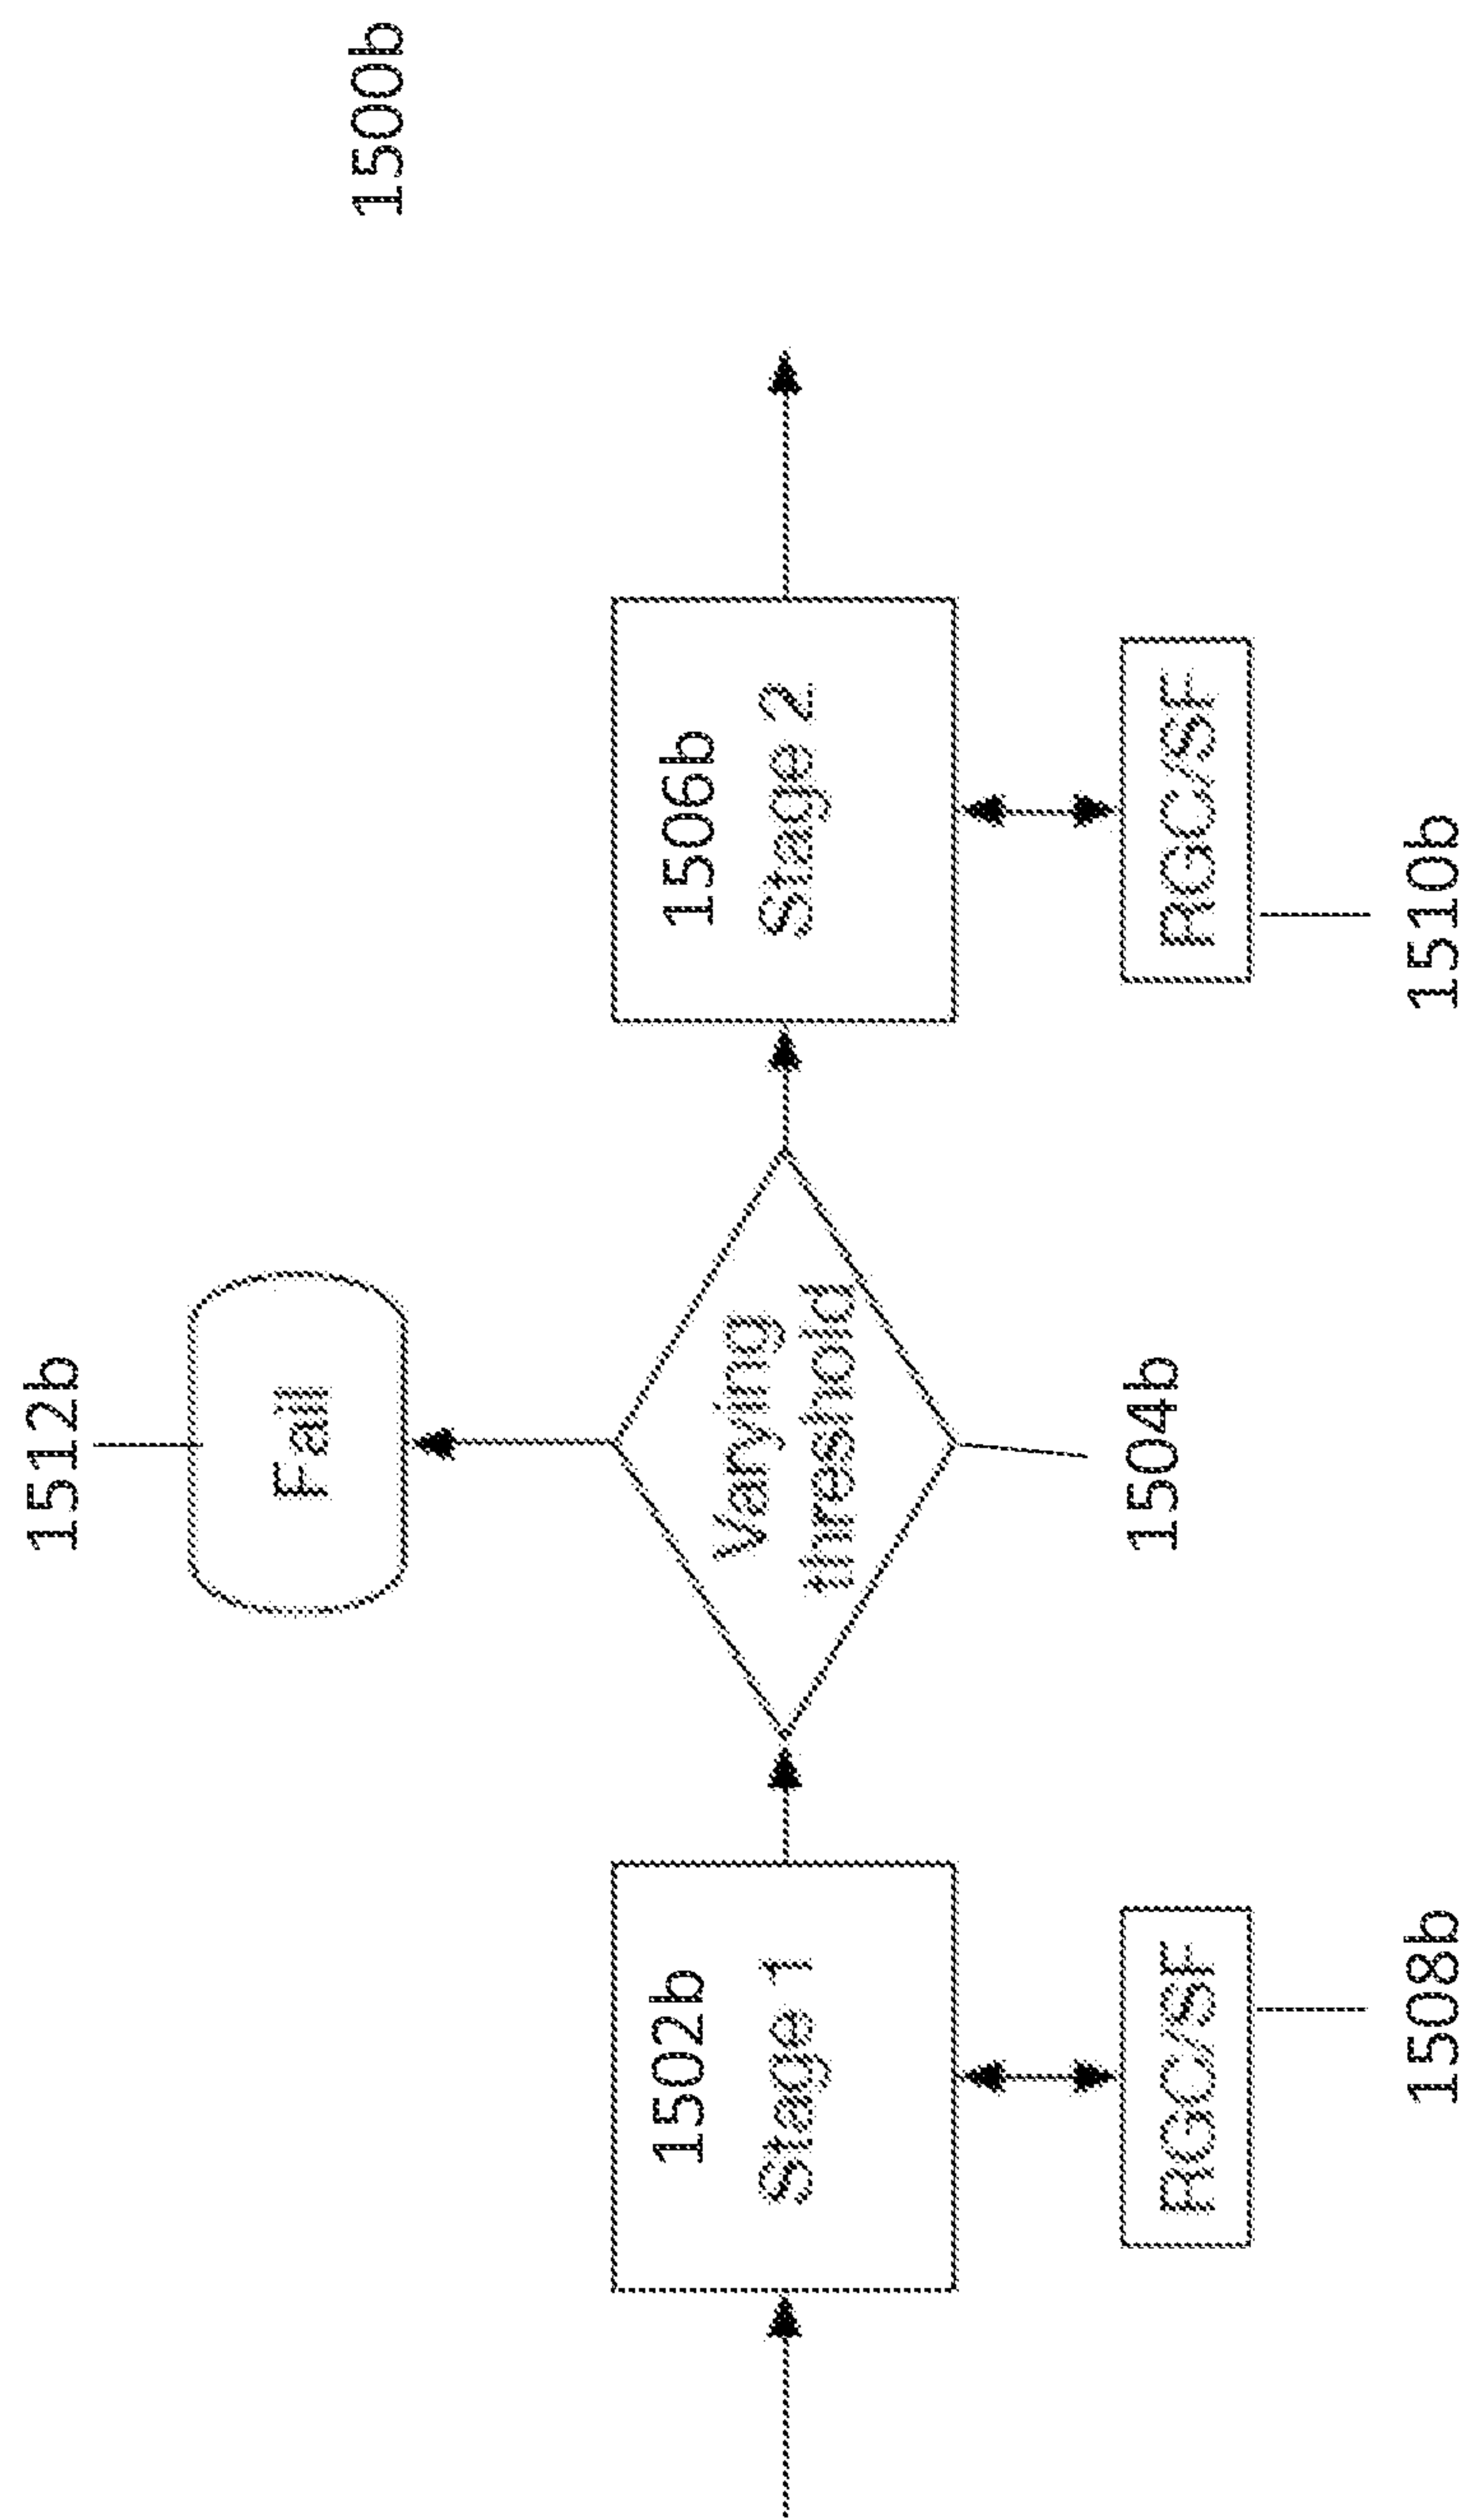 1500b
1512b
Fail
1502b
Stage 1
Varying
threshold
1504b
1506b
Stage 2
RGC/SF
1508b
RGC/SF
1510b